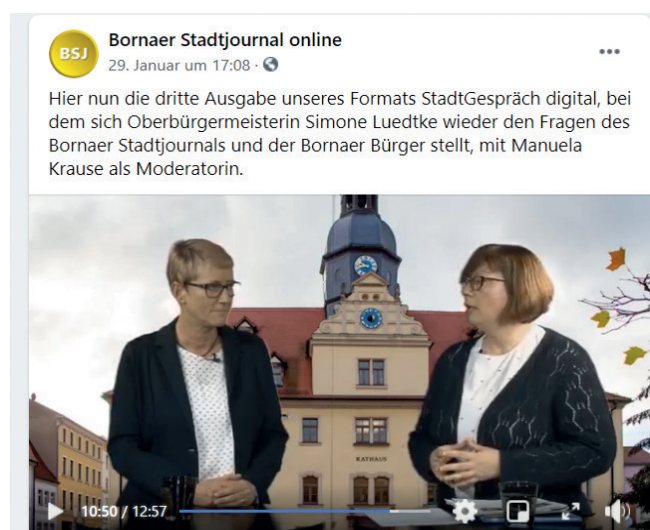 BSJ
Bornaer Stadtjournal online
29. Januar um 17:08 ·
Hier nun die dritte Ausgabe unseres Formats StadtGespräch digital, bei
dem sich Oberbürgermeisterin Simone Luedtke wieder den Fragen des
Bornaer Stadtjournals und der Bornaer Bürger stellt, mit Manuela
Krause als Moderatorin.
RATHAUS
10:50 / 12:57